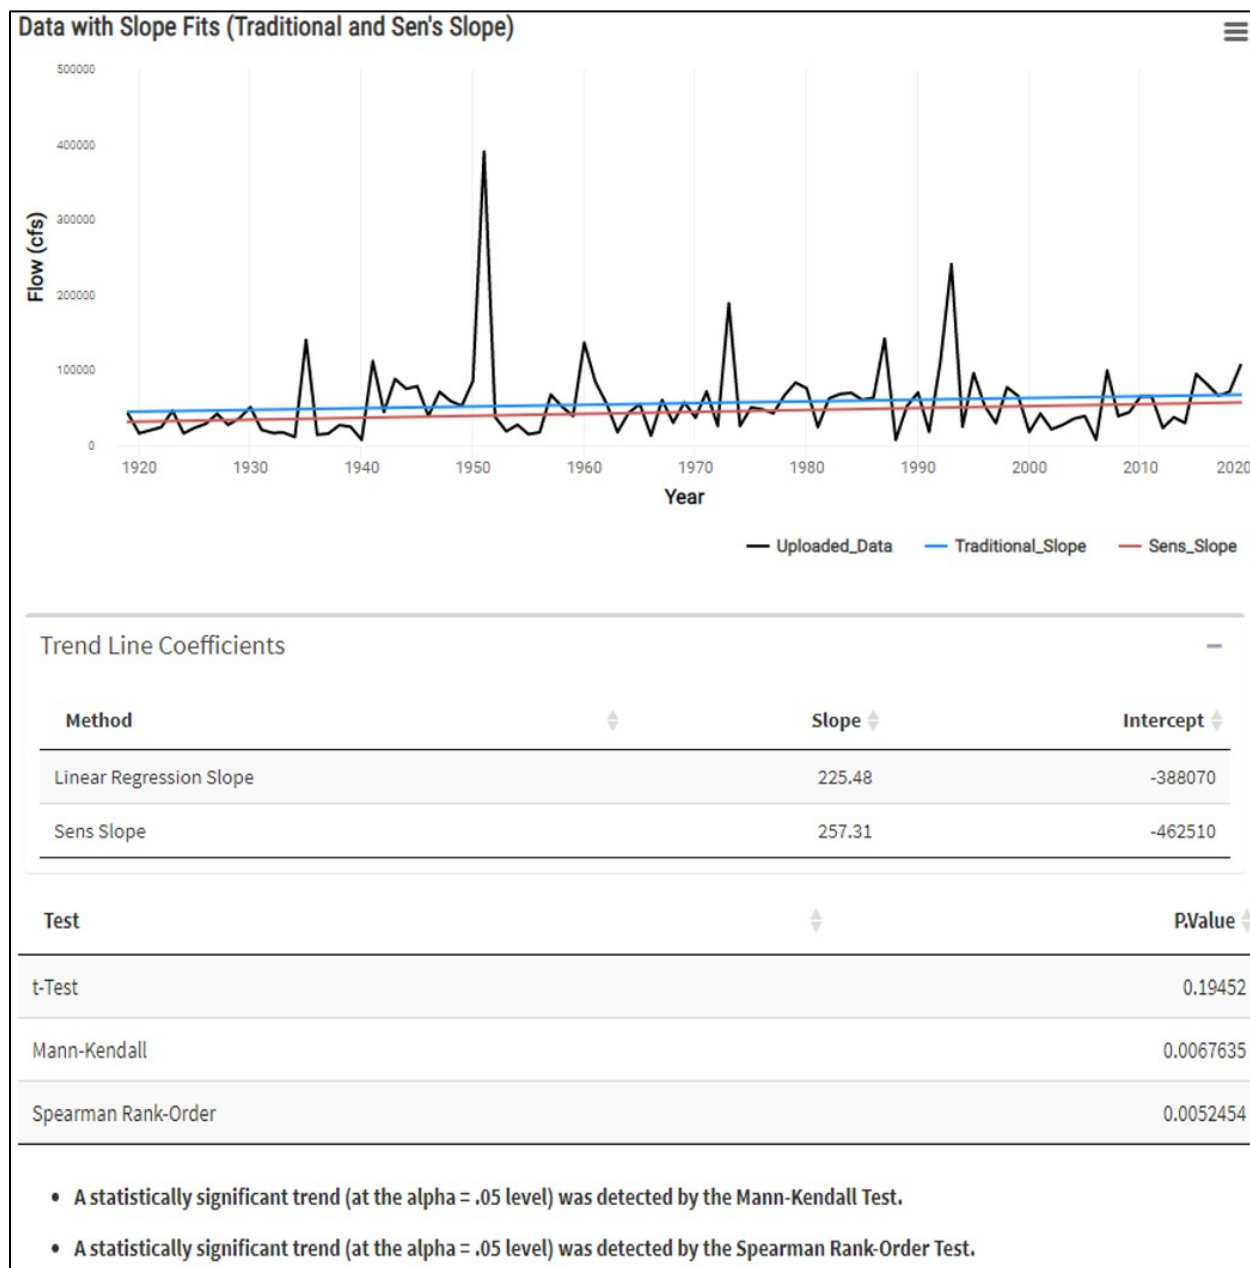 Data with Slope Fits (Traditional and Sen's Slope)
500000
400000
300000
200000
100000
0
Flow (cfs)
1920 1930 1940 1950 1960 1970 1980 1990 2000 2010 2020
Year
Uploaded_Data Traditional_Slope Sens_Slope
Trend Line Coefficients
Method Slope Intercept
Linear Regression Slope 225.48 -388070
Sens Slope 257.31 -462510
Test P.Value
t-Test 0.19452
Mann-Kendall 0.0067635
Spearman Rank-Order 0.0052454
• A statistically significant trend (at the alpha = .05 level) was detected by the Mann-Kendall Test.
• A statistically significant trend (at the alpha = .05 level) was detected by the Spearman Rank-Order Test.